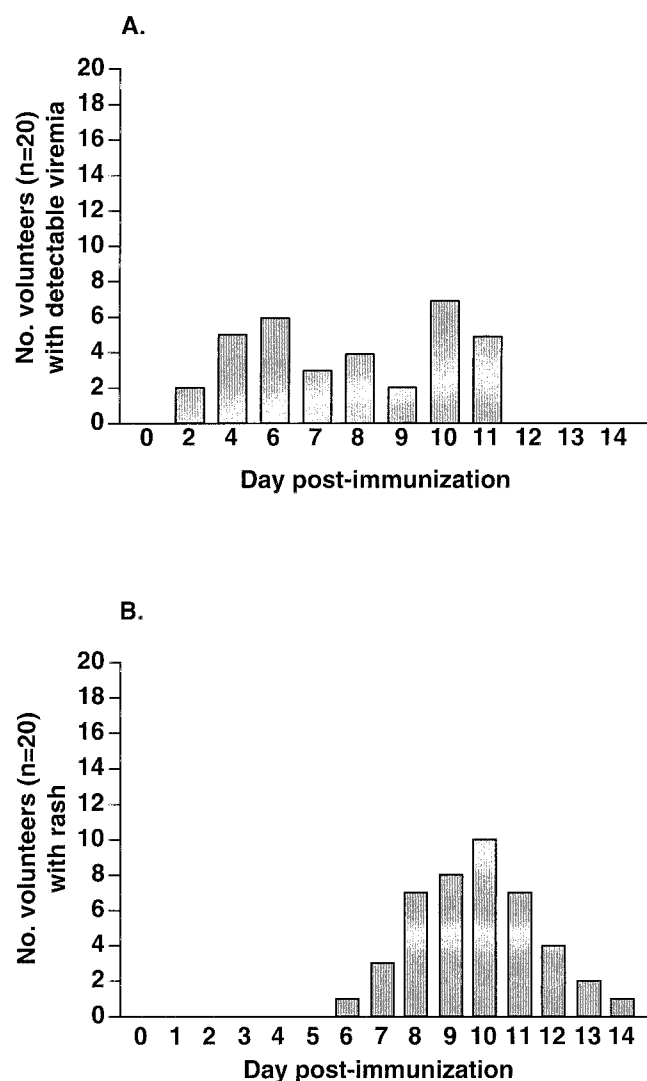 A.
No. volunteers (n=20)
with detectable viremia
20
18
16
14
12
10
8
6
4
2
0
0 2 4 6 7 8 9 10 11 12 13 14
Day post-immunization
B.
No. volunteers (n=20)
with rash
20
18
16
14
12
10
8
6
4
2
0
0 1 2 3 4 5 6 7 8 9 10 11 12 13 14
Day post-immunization